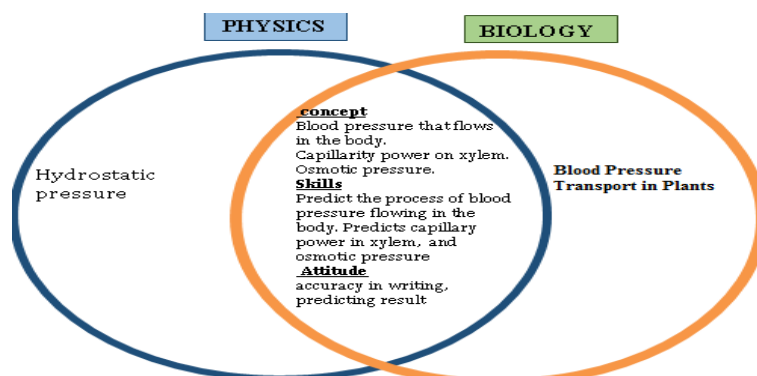 PHYSICS
BIOLOGY
Hydrostatic
pressure
concept
Blood pressure that flows
in the body.
Capillarity power on xylem.
Osmotic pressure.
Skills
Predict the process of blood
pressure flowing in the
body. Predicts capillary
power in xylem, and
osmotic pressure
Attitude
accuracy in writing,
predicting result
Blood Pressure
Transport in Plants